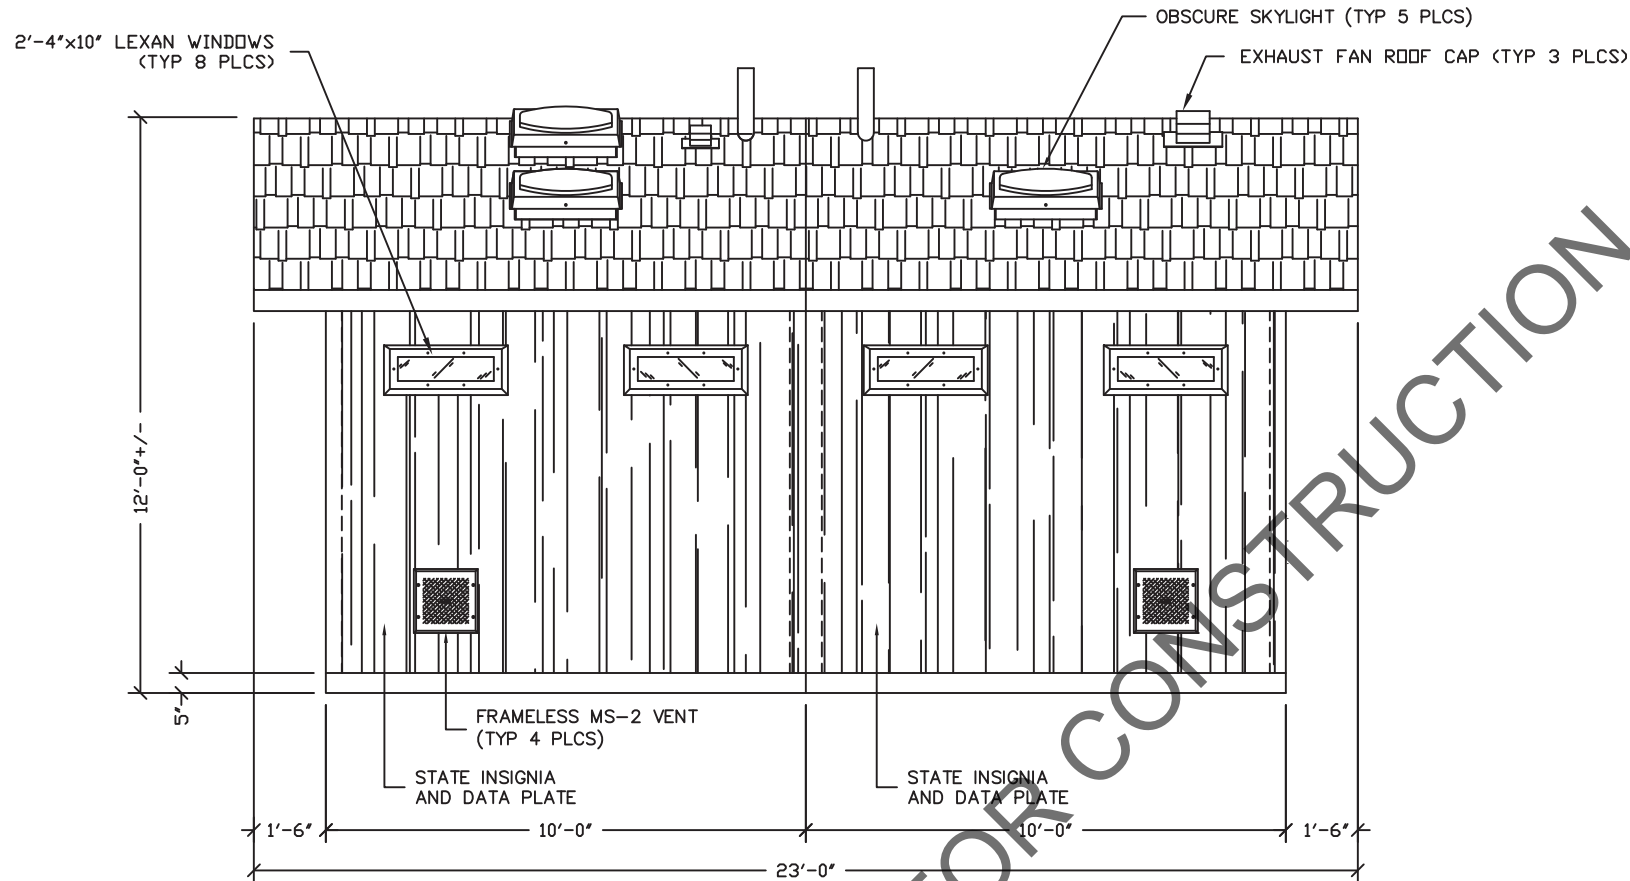 OBSCURE SKYLIGHT (TYP 5 PLCS)
2'-4"x10" LEXAN WINDOWS
(TYP 8 PLCS)
EXHAUST FAN ROOF CAP (TYP 3 PLCS)
12'-0"+/-
5"
FRAMELESS MS-2 VENT
(TYP 4 PLCS)
STATE INSIGNIA
AND DATA PLATE
STATE INSIGNIA
AND DATA PLATE
1'-6"
10'-0"
10'-0"
1'-6"
23'-0"
FOR CONSTRUCTION